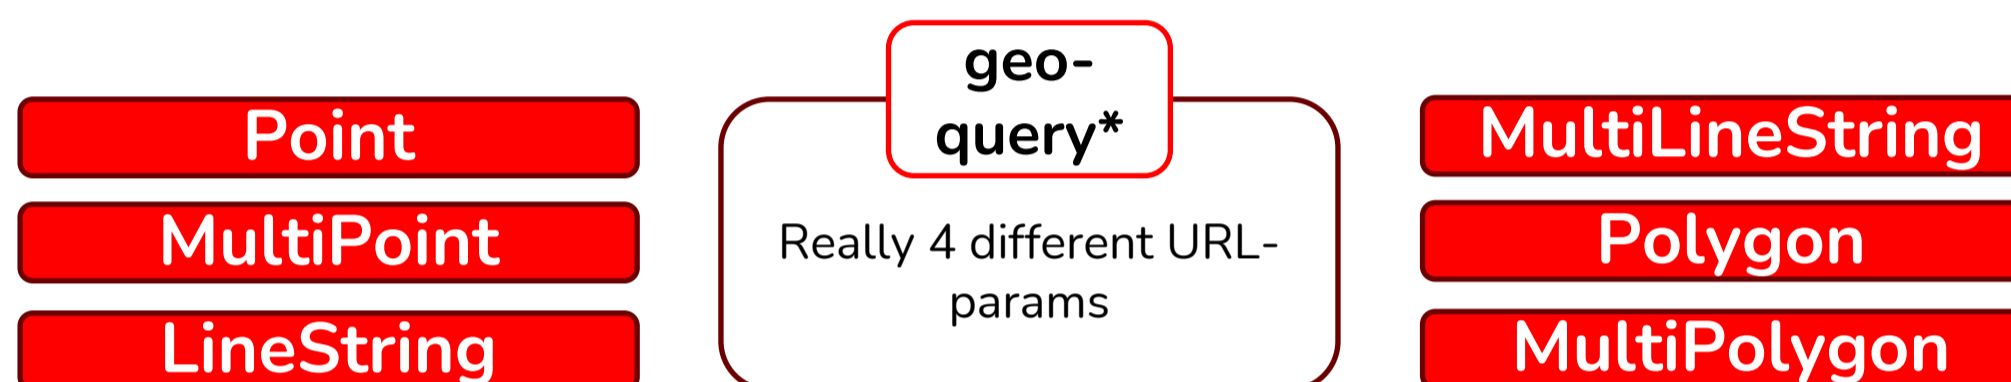 Point
MultiPoint
LineString
geo-
query*
Really 4 different URL-
params
MultiLineString
Polygon
MultiPolygon